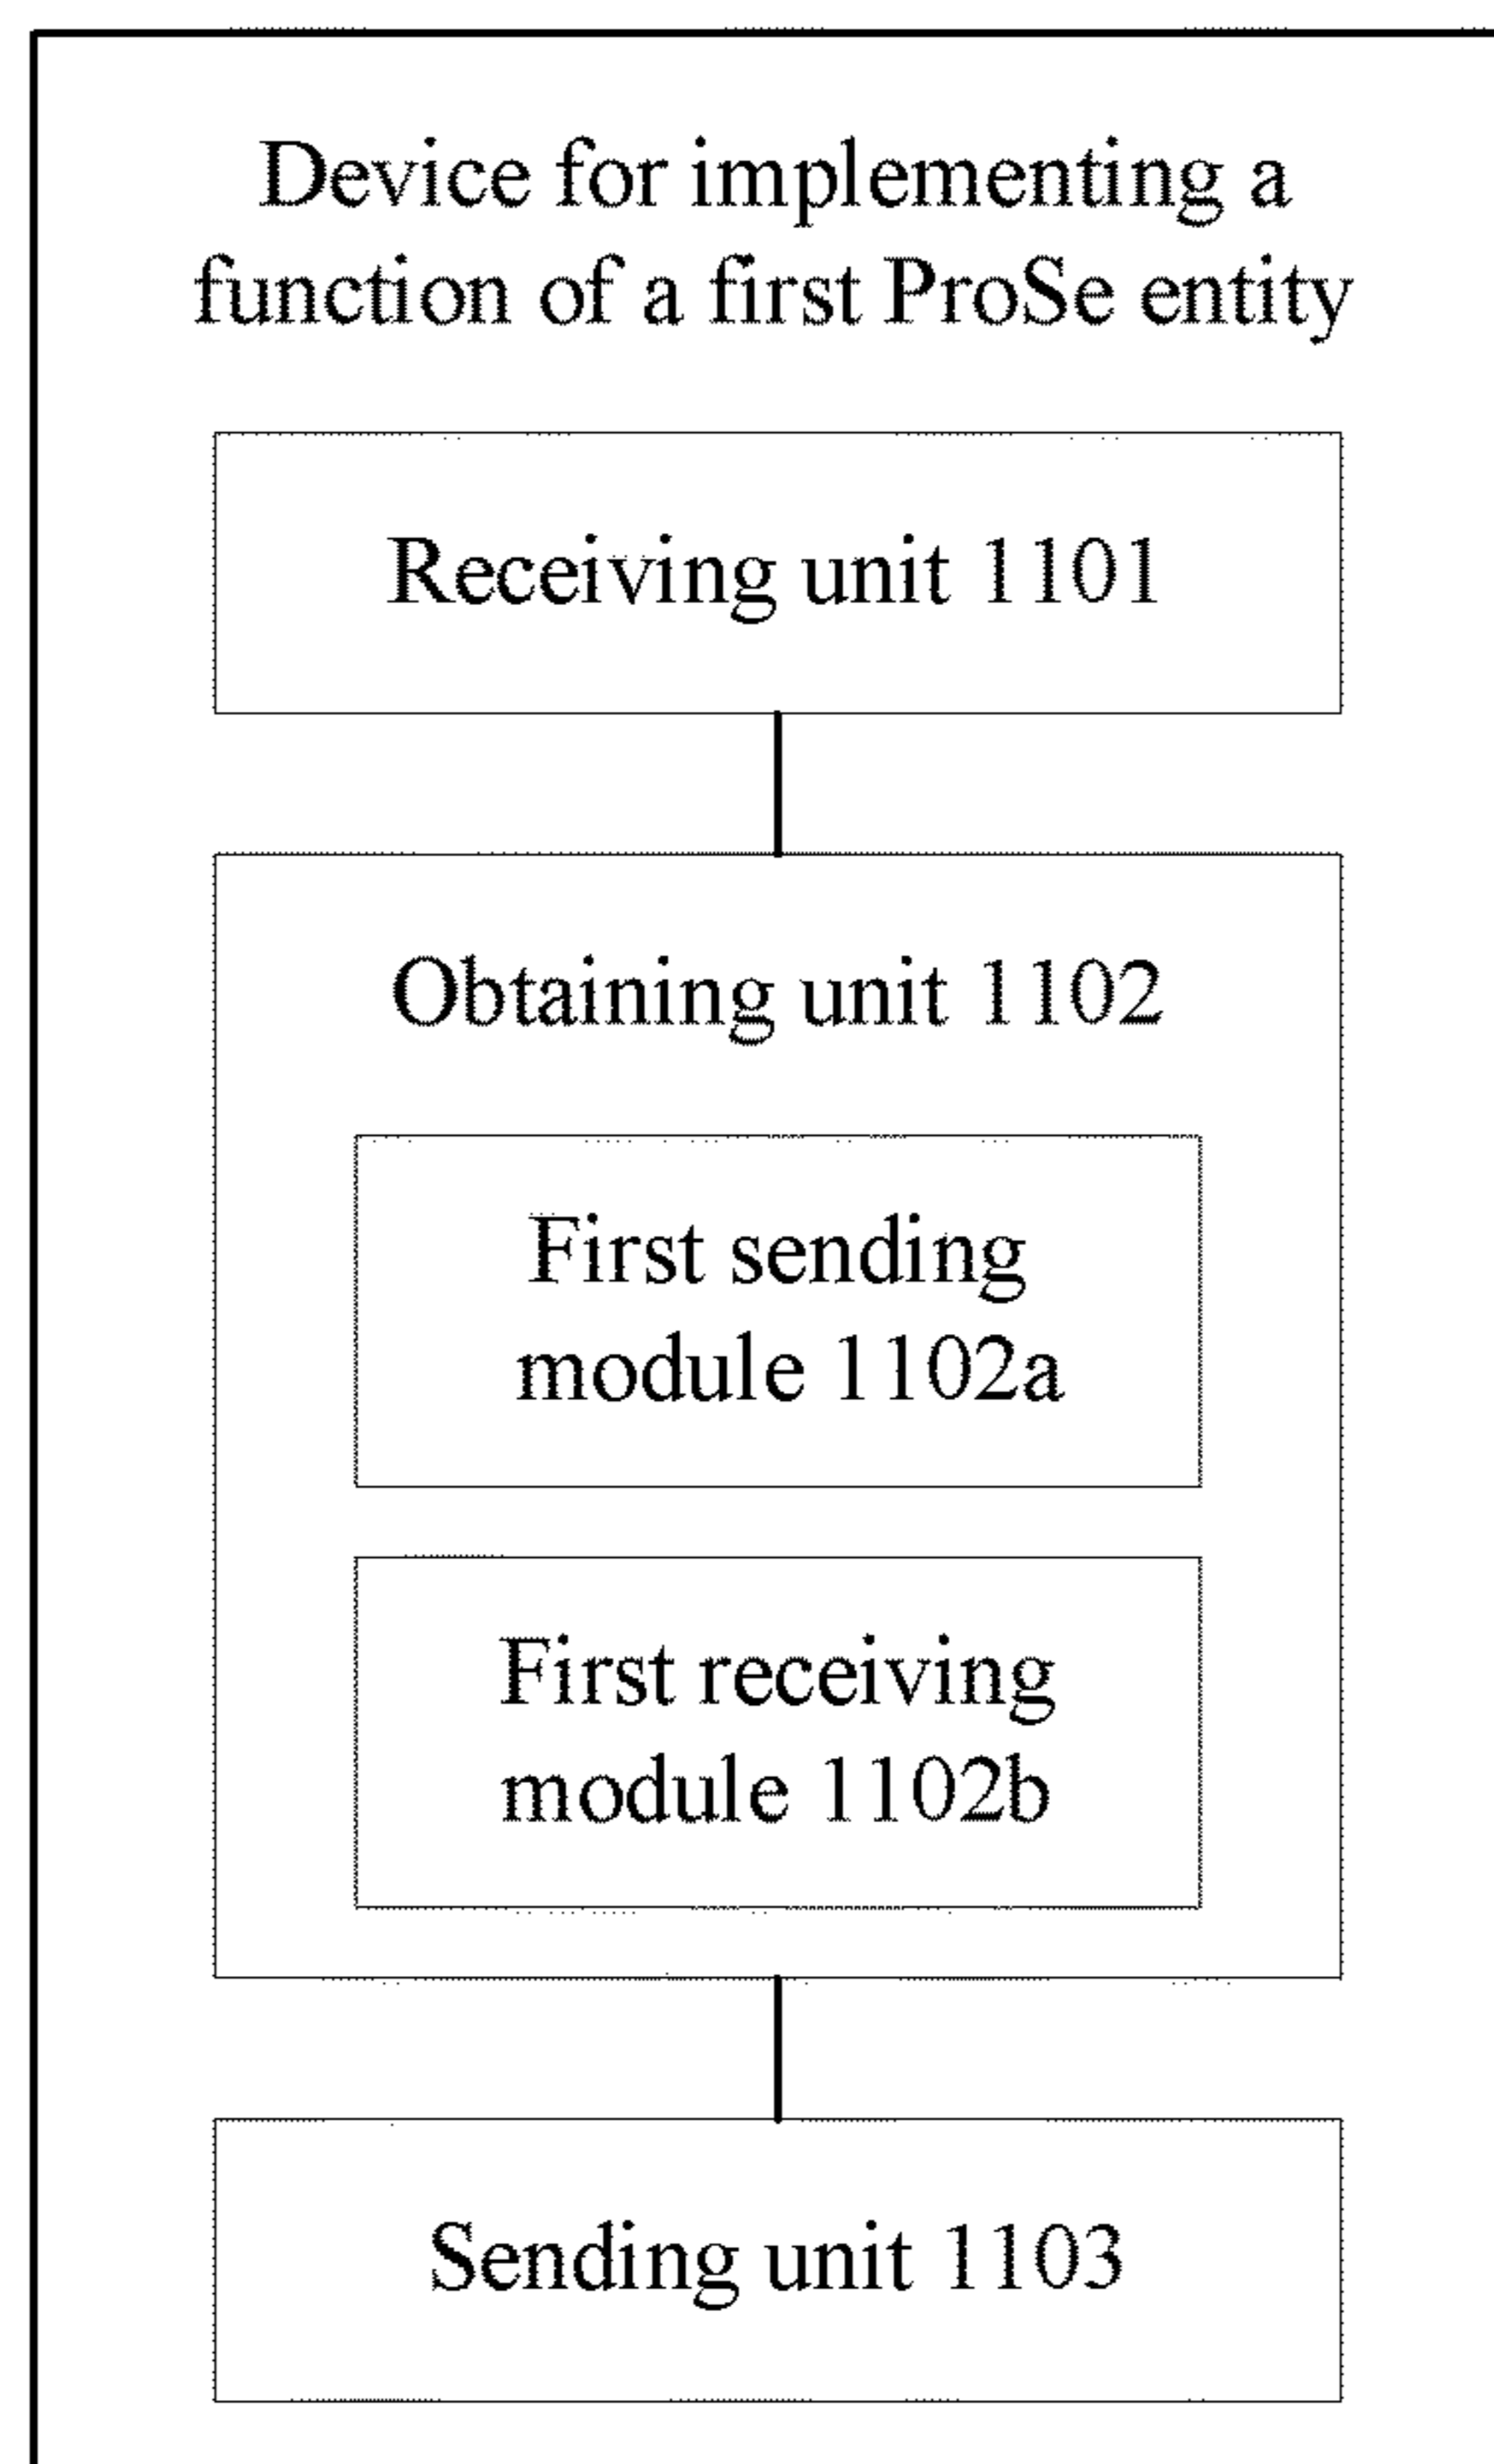 Device for implementing a
function of a first ProSe entity
Receiving unit 1101
Obtaining unit 1102
First sending
module 1102a
First receiving
module 1102b
Sending unit 1103